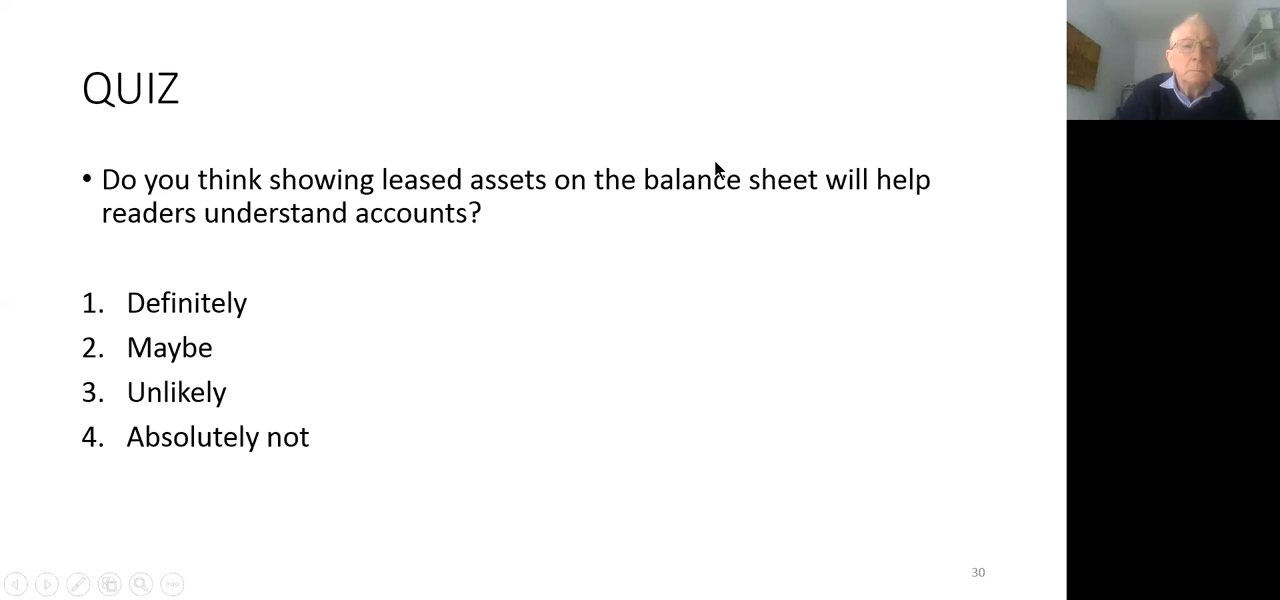 QUIZ
• Do you think showing leased assets on the balance sheet will help
readers understand accounts?
1. Definitely
2. Maybe
3. Unlikely
4. Absolutely not
30